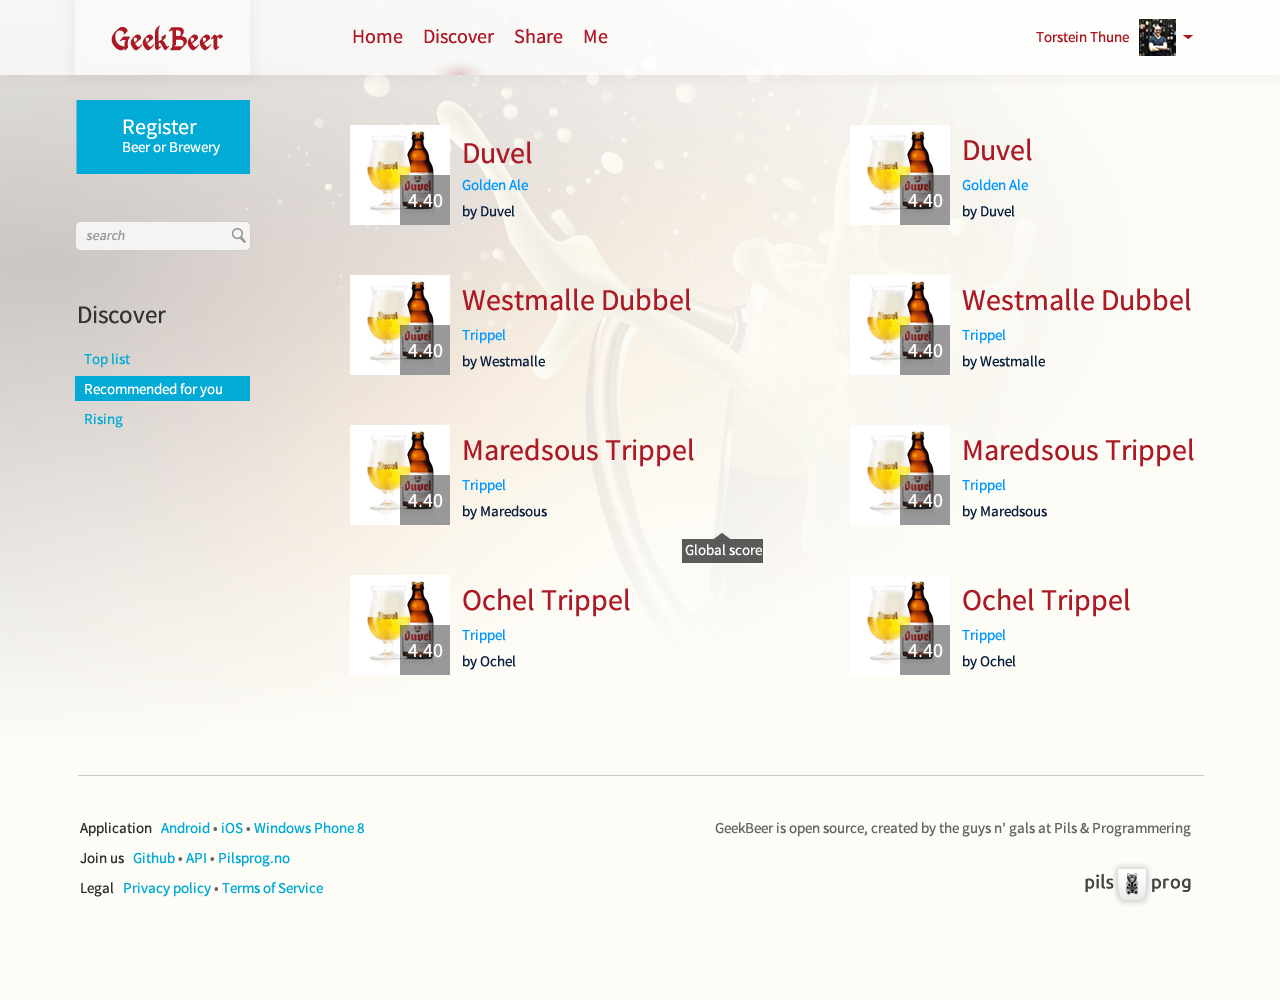 GeekBeer
Home Discover Share Me
Torstein Thune
Register
Beer or Brewery
search
Discover
Top list
Recommended for you
Rising
Duvel
Golden Ale
by Duvel
4.40
Duvel
Golden Ale
by Duvel
4.40
Westmalle Dubbel
Trippel
by Westmalle
4.40
Westmalle Dubbel
Trippel
by Westmalle
4.40
Maredsous Trippel
Trippel
by Maredsous
4.40
Maredsous Trippel
Trippel
by Maredsous
4.40
Global score
Ochel Trippel
Trippel
by Ochel
4.40
Ochel Trippel
Trippel
by Ochel
4.40
Application Android • iOS • Windows Phone 8
Join us Github • API • Pilsprog.no
Legal Privacy policy • Terms of Service
GeekBeer is open source, created by the guys n’ gals at Pils & Programmering
pils prog